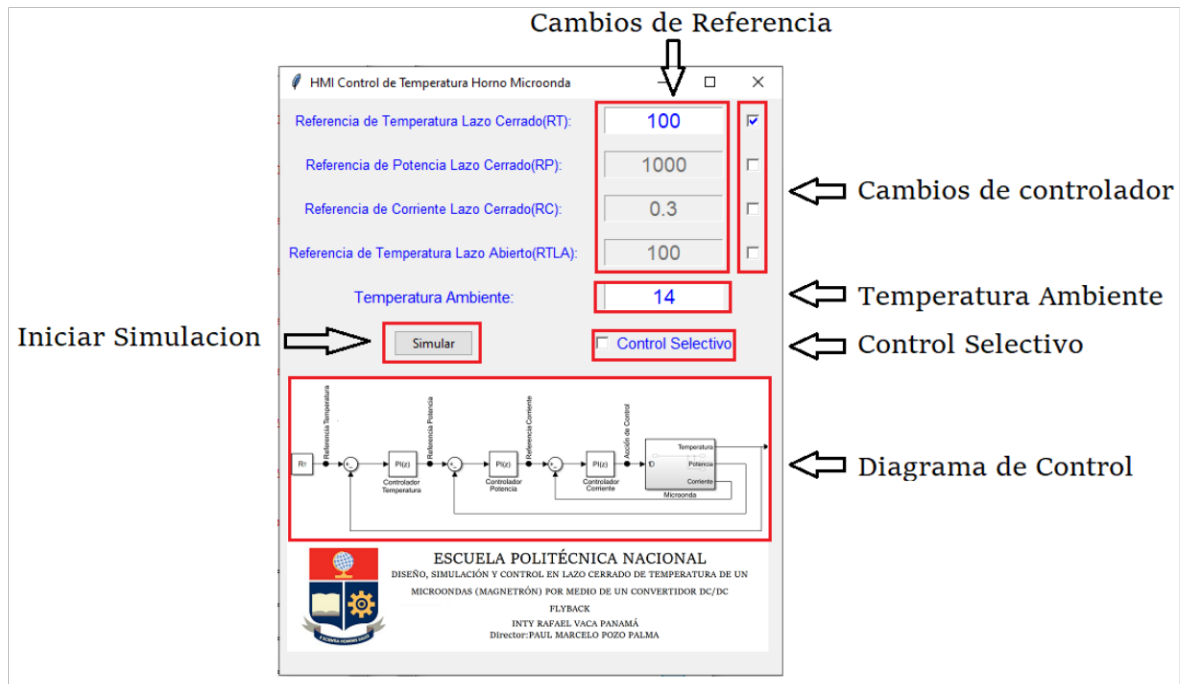 Cambios de Referencia
HMI Control de Temperatura Horno Microonda
Referencia de Temperatura Lazo Cerrado(RT):
100
Referencia de Potencia Lazo Cerrado(RP):
1000
Cambios de controlador
Referencia de Corriente Lazo Cerrado(RC):
0.3
Referencia de Temperatura Lazo Abierto(RTLA):
100
Temperatura Ambiente:
14
Temperatura Ambiente
Iniciar Simulacion
Simular
Control Selectivo
Control Selectivo
Referencia Temperatura
Referencia Potencia
Referencia Corriente
Acción de Control
RT
PI(z)
Controlador
Temperatura
PI(z)
Controlador
Potencia
PI(z)
Controlador
Corriente
D
Temperatura
Potencia
Corriente
Microonda
Diagrama de Control
ESCUELA POLITÉCNICA NACIONAL
DISEÑO, SIMULACIÓN Y CONTROL EN LAZO CERRADO DE TEMPERATURA DE UN
MICROONDAS (MAGNETRÓN) POR MEDIO DE UN CONVERTIDOR DC/DC
FLYBACK
INTY RAFAEL VACA PANAMÁ
Director:PAUL MARCELO POZO PALMA